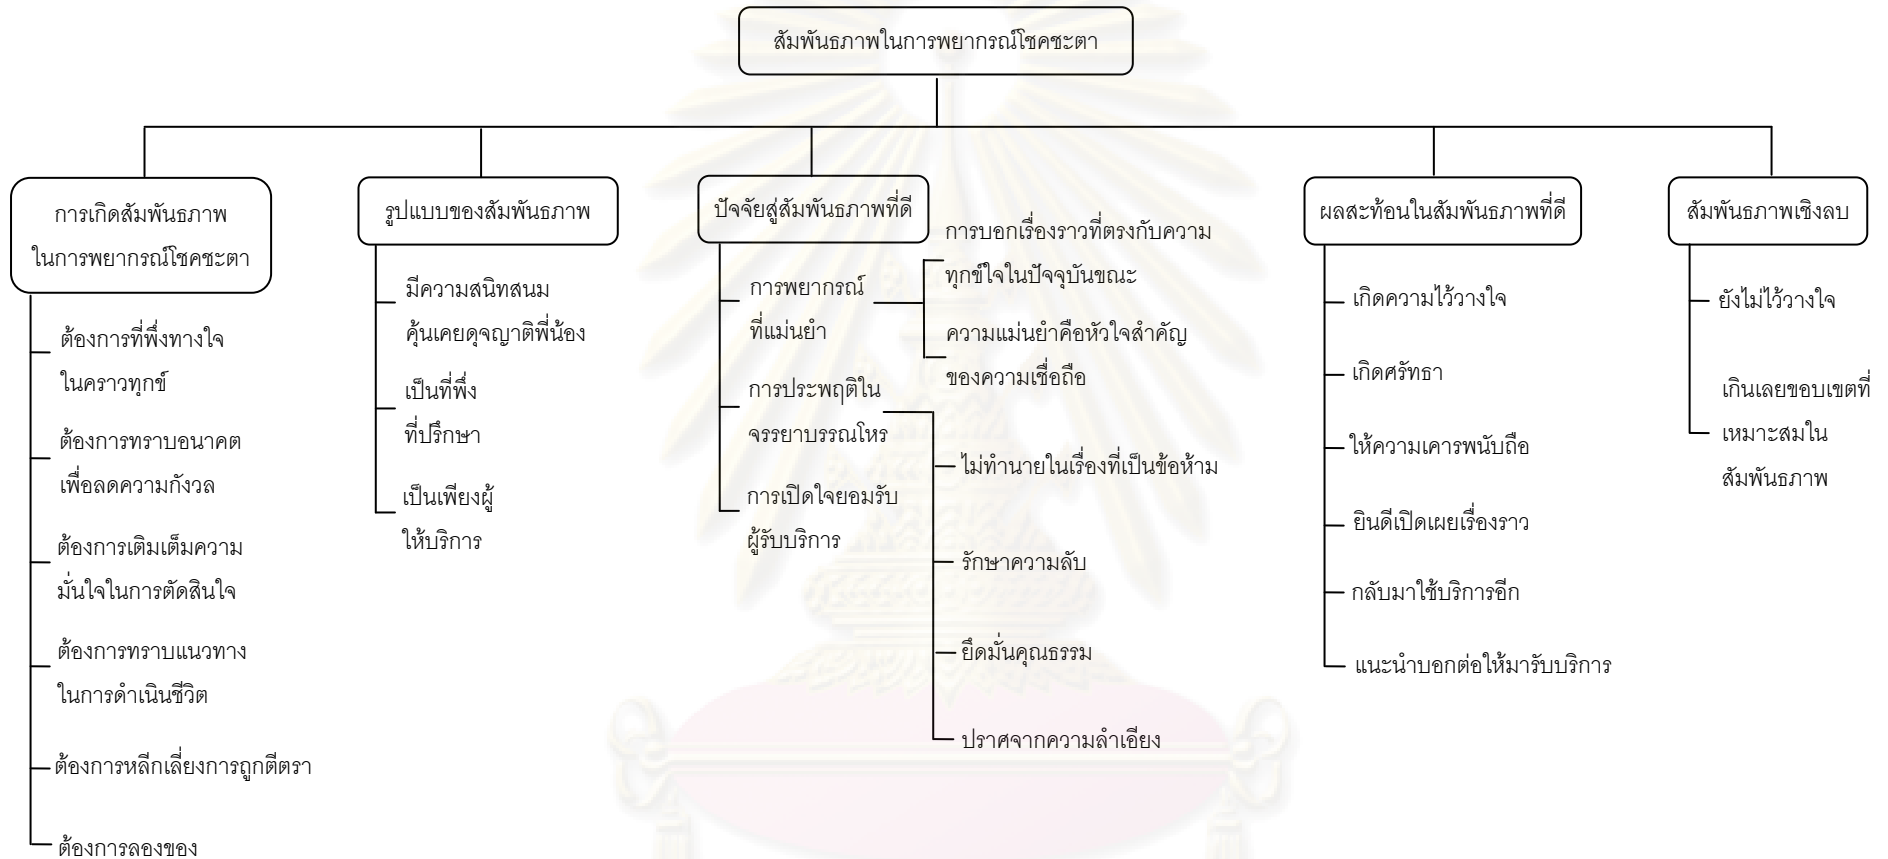 สัมพันธภาพในการพยากรณ์โชคชะตา
การเกิดสัมพันธภาพ
ในการพยากรณ์โชคชะตา
ต้องการที่พึ่งทางใจ
ในคราวทุกข์
ต้องการทราบอนาคต
เพื่อลดความกังวล
ต้องการเติมเต็มความ
มั่นใจในการตัดสินใจ
ต้องการทราบแนวทาง
ในการดำเนินชีวิต
ต้องการหลีกเลี่ยงการถูกตีตรา
ต้องการลองของ
รูปแบบของสัมพันธภาพ
มีความสนิทสนม
คุ้นเคยดุจญาติพี่น้อง
เป็นที่พึ่ง
ที่ปรึกษา
เป็นเพียงผู้
ให้บริการ
ปัจจัยสู่สัมพันธภาพที่ดี
การพยากรณ์
ที่แม่นยำ
การบอกเรื่องราวที่ตรงกับความ
ทุกข์ใจในปัจจุบันขณะ
ความแม่นยำคือหัวใจสำคัญ
ของความเชื่อถือ
การประพฤติใน
จรรยาบรรณโหร
ไม่ทำนายในเรื่องที่เป็นข้อห้าม
รักษาความลับ
ยึดมั่นคุณธรรม
ปราศจากความลำเอียง
การเปิดใจยอมรับ
ผู้รับบริการ
ผลสะท้อนในสัมพันธภาพที่ดี
เกิดความไว้วางใจ
เกิดศรัทธา
ให้ความเคารพนับถือ
ยินดีเปิดเผยเรื่องราว
กลับมาใช้บริการอีก
แนะนำบอกต่อให้มารับบริการ
สัมพันธภาพเชิงลบ
ยังไม่ไว้วางใจ
เกินเลยขอบเขตที่
เหมาะสมใน
สัมพันธภาพ